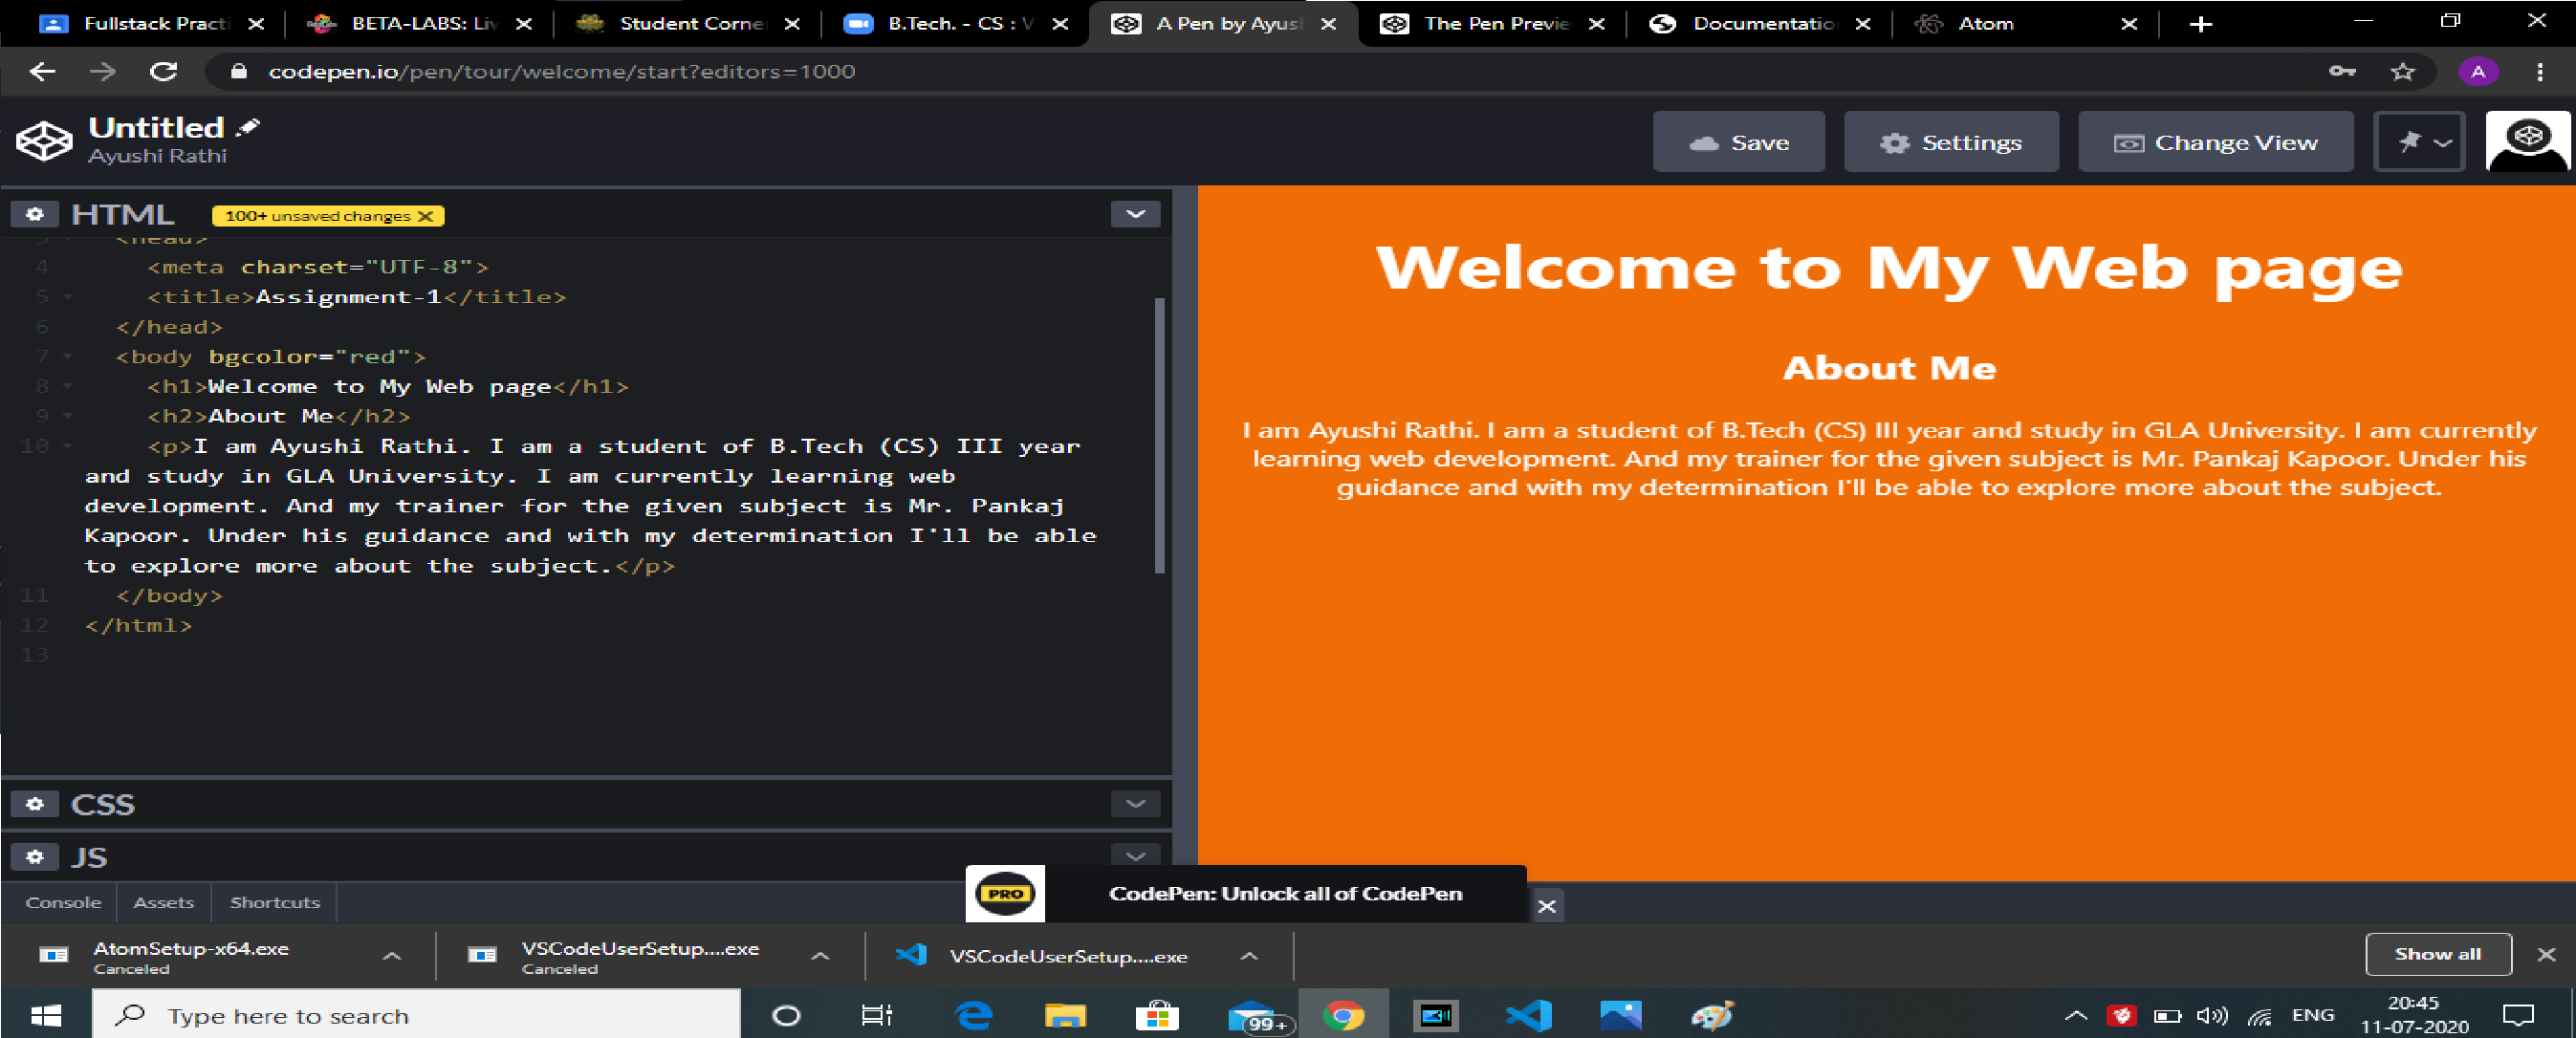 Fullstack Practi
BETA-LABS: Liv
Student Corne
B.Tech. - CS : V
A Pen by Ayus
The Pen Previe
Documentatio
Atom
codepen.io/pen/tour/welcome/start?editors=1000
A
Untitled
Ayushi Rathi
Save
Settings
Change View
HTML
100+ unsaved changes
3 <head>
4 <meta charset="UTF-8">
5 <title>Assignment-1</title>
6 </head>
7 <body bgcolor="red">
8 <h1>Welcome to My Web page</h1>
9 <h2>About Me</h2>
10 <p>I am Ayushi Rathi. I am a student of B.Tech (CS) III year
and study in GLA University. I am currently learning web
development. And my trainer for the given subject is Mr. Pankaj
Kapoor. Under his guidance and with my determination I'll be able
to explore more about the subject.</p>
11 </body>
12 </html>
13
Welcome to My Web page
About Me
I am Ayushi Rathi. I am a student of B.Tech (CS) III year and study in GLA University. I am currently
learning web development. And my trainer for the given subject is Mr. Pankaj Kapoor. Under his
guidance and with my determination I'll be able to explore more about the subject.
CSS
JS
Console
Assets
Shortcuts
PRO
CodePen: Unlock all of CodePen
AtomSetup-x64.exe
Canceled
VSCodeUserSetup....exe
Canceled
VSCodeUserSetup....exe
Show all
Type here to search
99+
ENG
20:45
11-07-2020